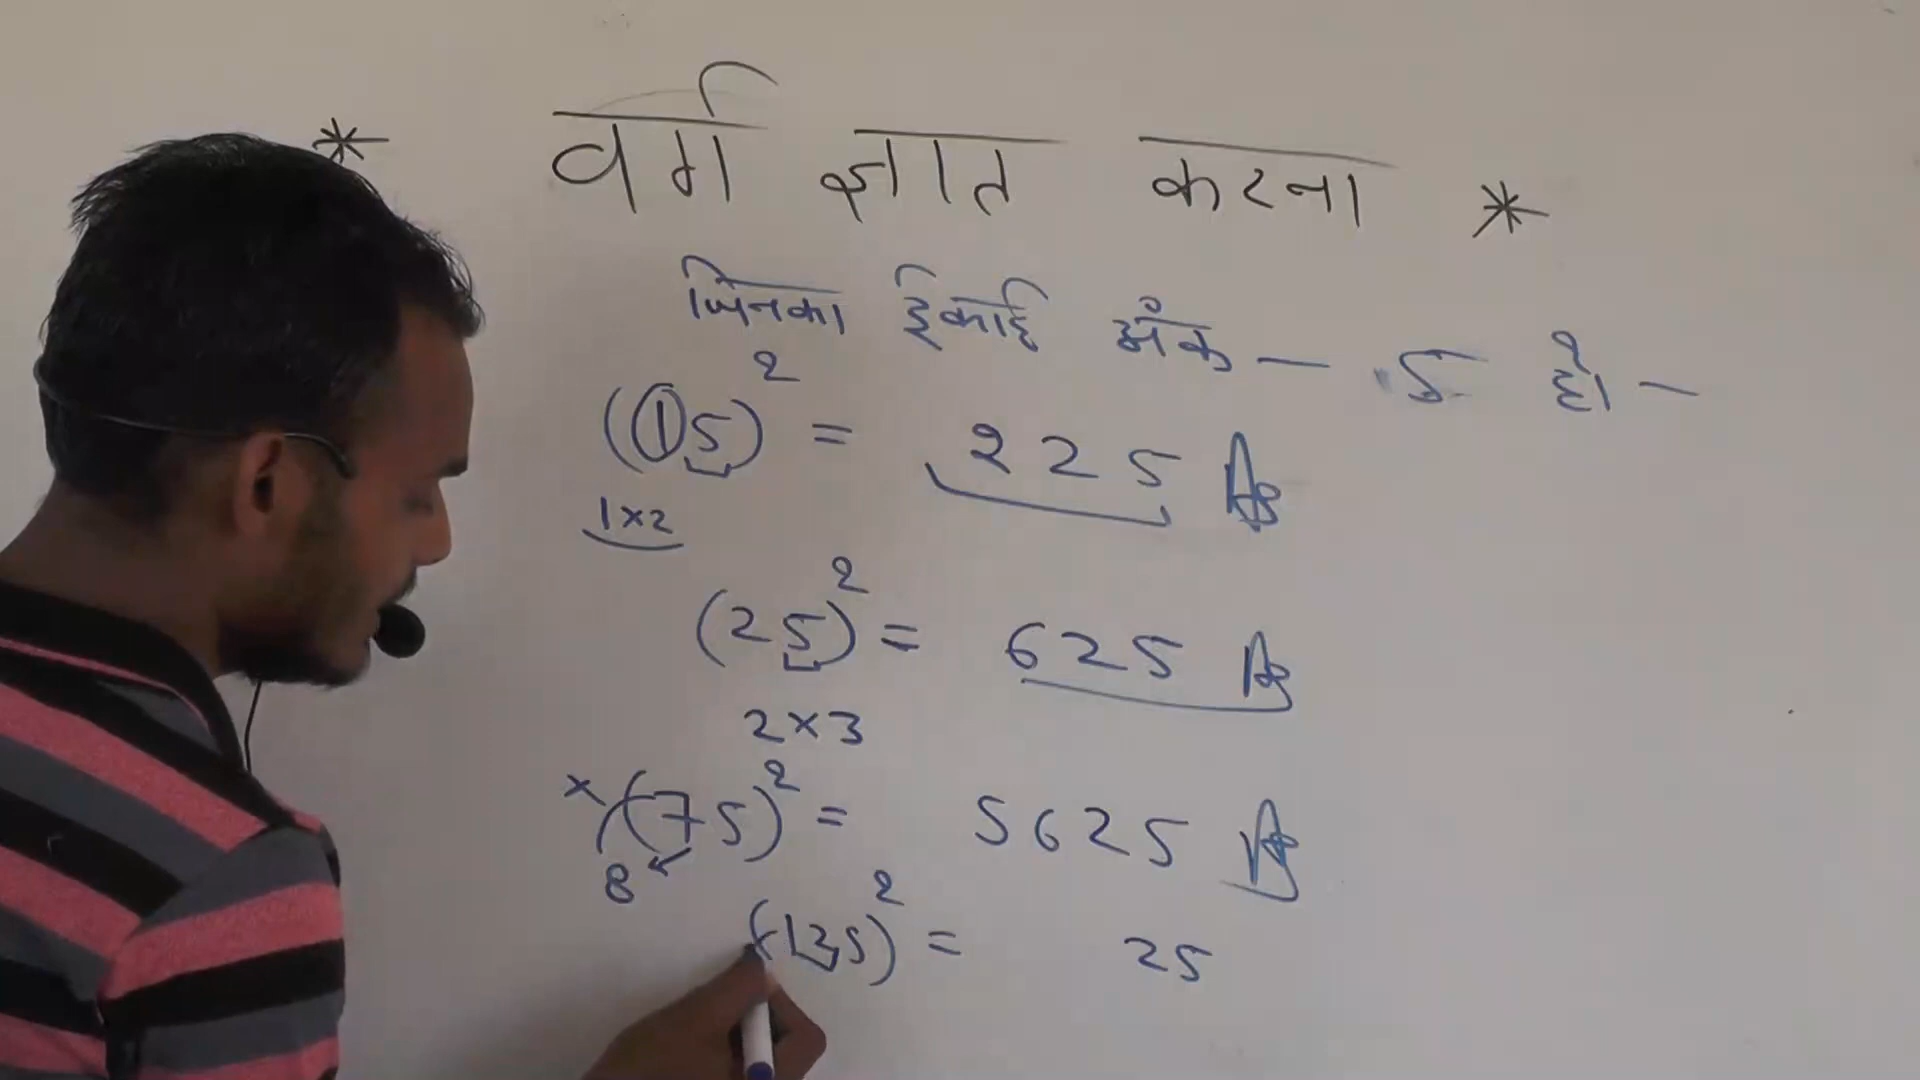 * वर्ग ज्ञात करना *
जिनका ईकाई अंक — 5 हो —
(15)² = 225 A
1×2
(25)² = 625 A
2×3
×(75)² = 5625 A
8
(135)² = 25